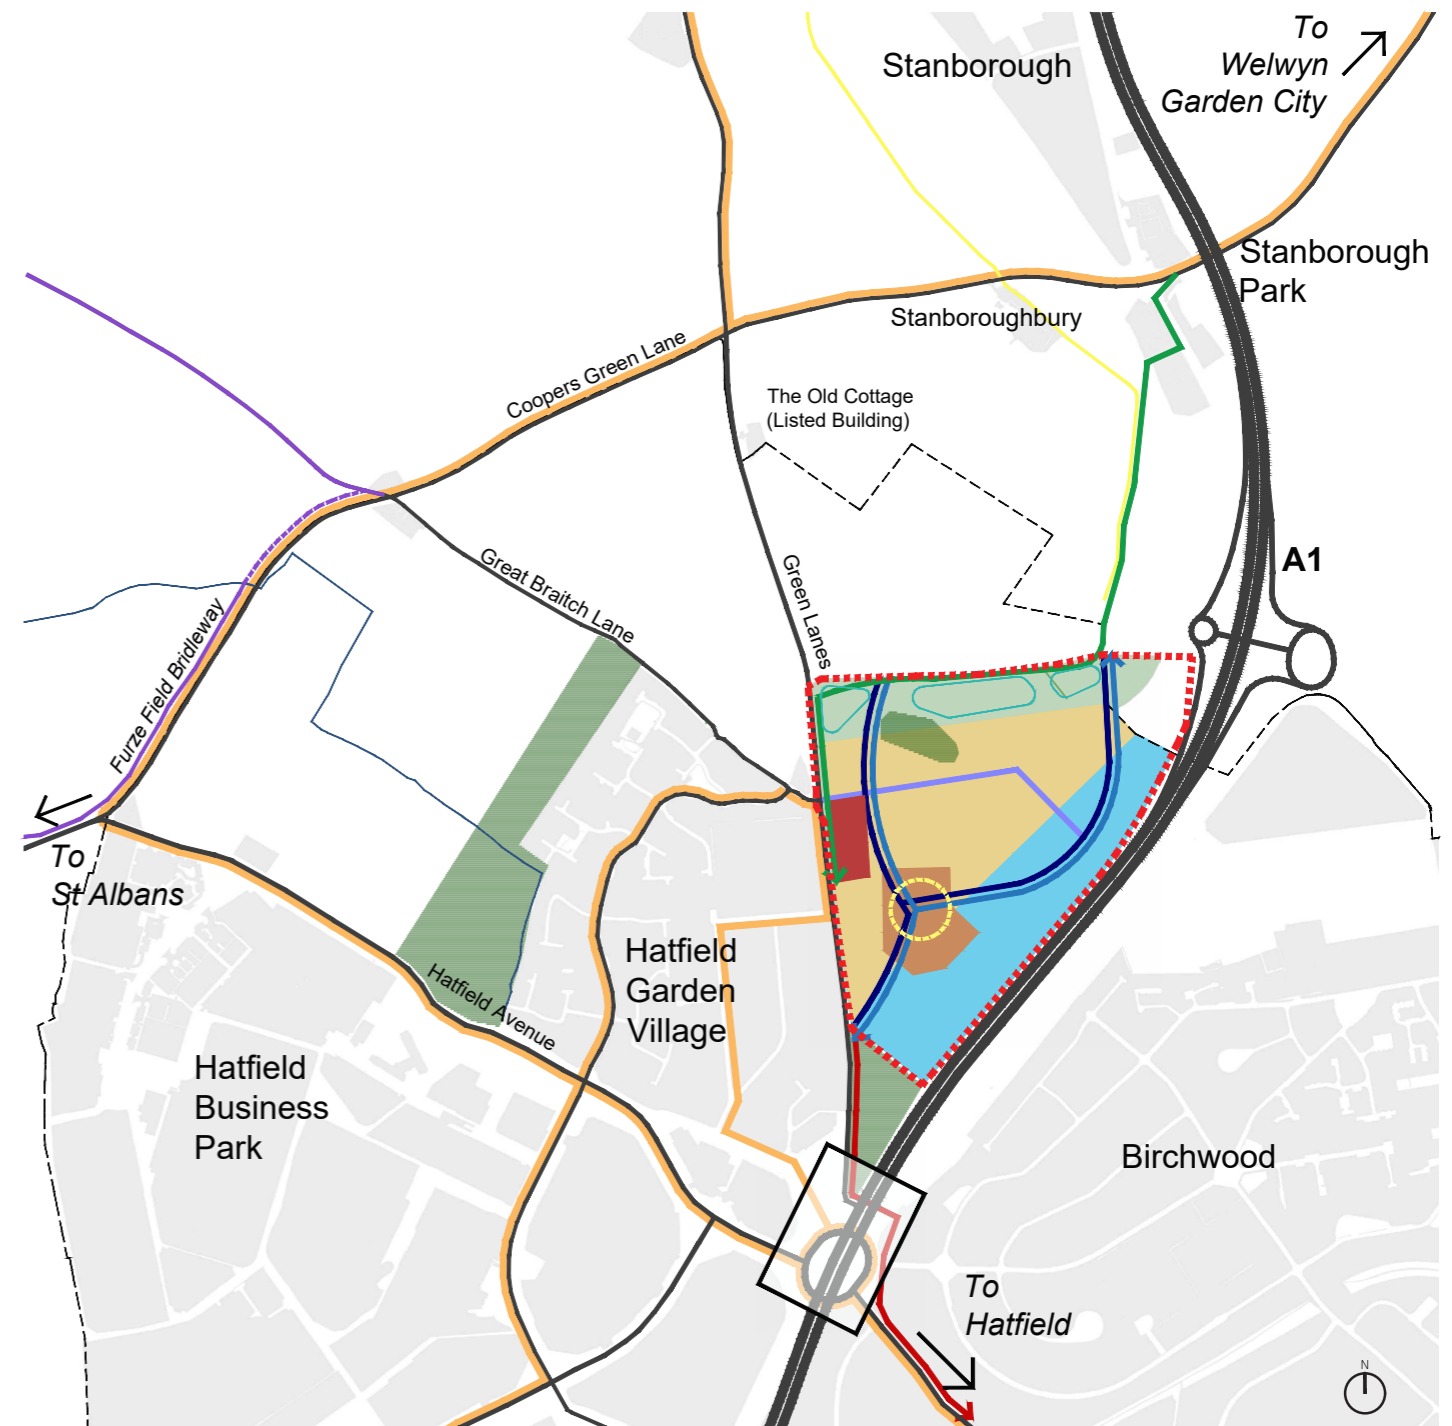 To
Welwyn
Garden City
Stanborough
Stanborough
Park
Stanboroughbury
Coopers Green Lane
The Old Cottage
(Listed Building)
Great Braitch Lane
Green Lanes
A1
Furze Field Bridleway
To
St Albans
Hatfield
Garden
Village
Hatfield Avenue
Hatfield
Business
Park
Birchwood
To
Hatfield
N